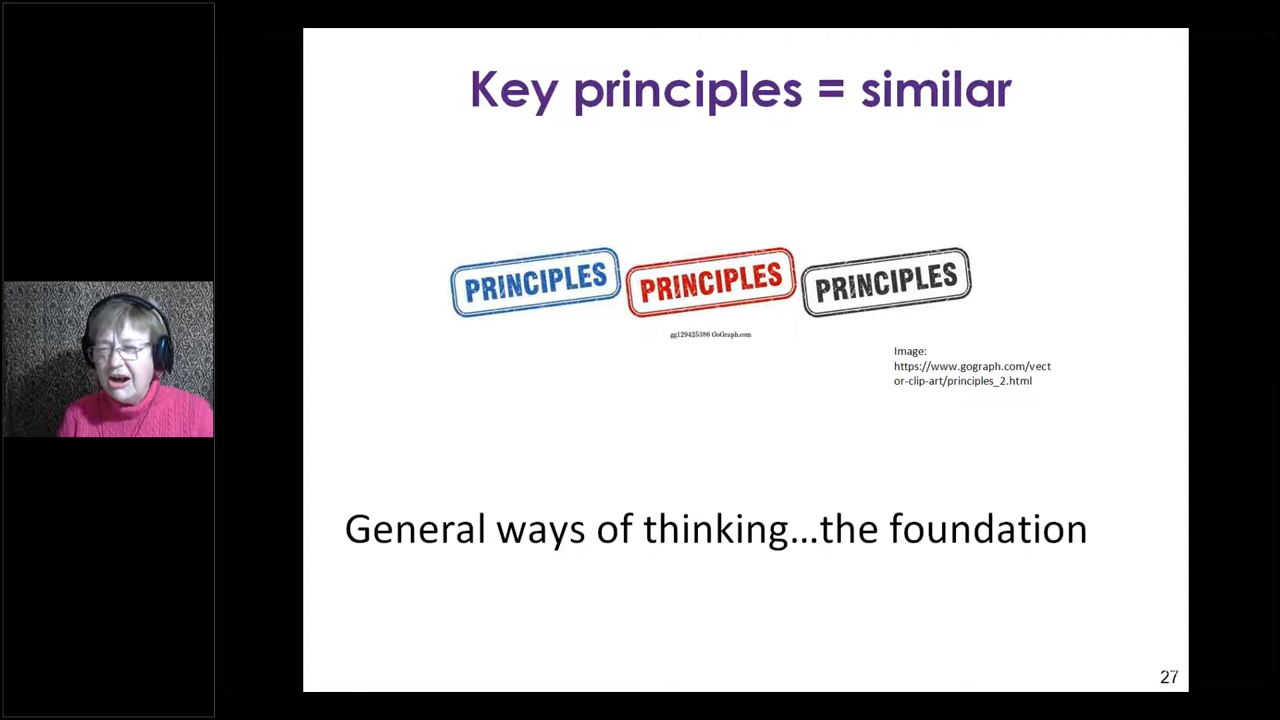 Key principles = similar
PRINCIPLES PRINCIPLES PRINCIPLES
gg129425386 GoGraph.com
Image:
https://www.gograph.com/vect
or-clip-art/principles_2.html
General ways of thinking...the foundation
27